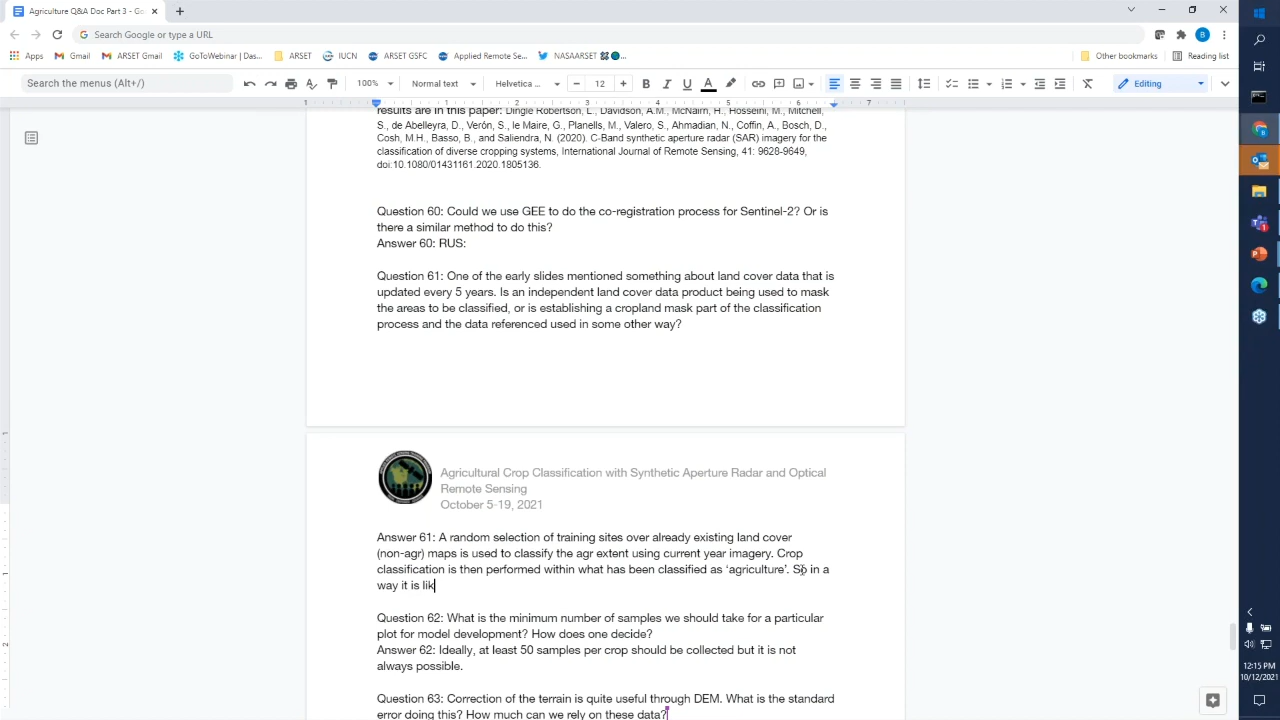 Agriculture Q&A Doc Part 3 - Go
Search Google or type a URL
B
Apps
Gmail
ARSET Gmail
GoToWebinar | Das...
ARSET
IUCN
ARSET GSFC
Applied Remote Se...
NASAARSET
Other bookmarks
Reading list
Search the menus (Alt+/)
100%
Normal text
Helvetica ...
12
B I U A
Editing
1 1 2 3 4 5 6 7
results are in this paper: Dingle Robertson, L., Davidson, A.M., McNairn, H., Hosseini, M., Mitchell,
S., de Abelleyra, D., Verón, S., le Maire, G., Planells, M., Valero, S., Ahmadian, N., Coffin, A., Bosch, D.,
Cosh, M.H., Basso, B., and Saliendra, N. (2020). C-Band synthetic aperture radar (SAR) imagery for the
classification of diverse cropping systems, International Journal of Remote Sensing, 41: 9628-9649,
doi:10.1080/01431161.2020.1805136.
Question 60: Could we use GEE to do the co-registration process for Sentinel-2? Or is
there a similar method to do this?
Answer 60: RUS:
Question 61: One of the early slides mentioned something about land cover data that is
updated every 5 years. Is an independent land cover data product being used to mask
the areas to be classified, or is establishing a cropland mask part of the classification
process and the data referenced used in some other way?
Agricultural Crop Classification with Synthetic Aperture Radar and Optical
Remote Sensing
October 5-19, 2021
Answer 61: A random selection of training sites over already existing land cover
(non-agr) maps is used to classify the agr extent using current year imagery. Crop
classification is then performed within what has been classified as ‘agriculture’. So in a
way it is lik
Question 62: What is the minimum number of samples we should take for a particular
plot for model development? How does one decide?
Answer 62: Ideally, at least 50 samples per crop should be collected but it is not
always possible.
Question 63: Correction of the terrain is quite useful through DEM. What is the standard
error doing this? How much can we rely on these data?
1
2
12:15 PM
10/12/2021